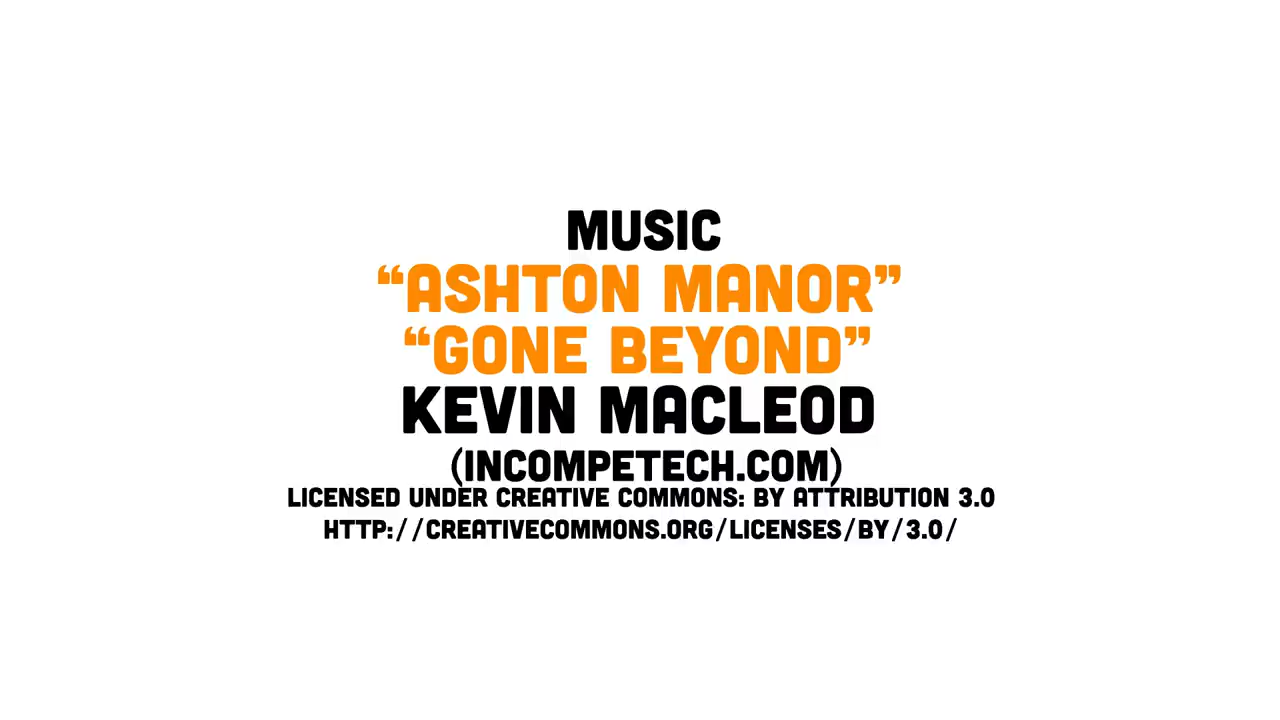 MUSIC
“ASHTON MANOR”
“GONE BEYOND”
KEVIN MACLEOD
(INCOMPETECH.COM)
LICENSED UNDER CREATIVE COMMONS: BY ATTRIBUTION 3.0
HTTP://CREATIVECOMMONS.ORG/LICENSES/BY/3.0/